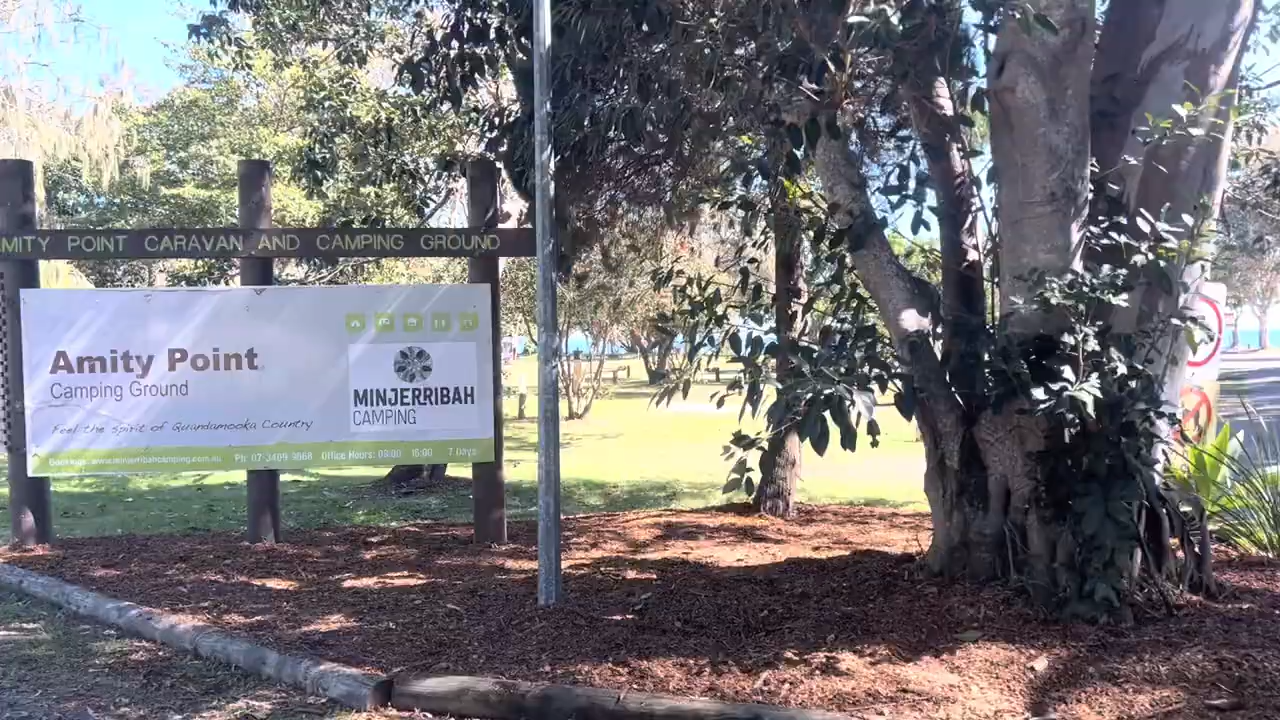 MITY POINT CARAVAN AND CAMPING GROUND
Amity Point
Camping Ground
Feel the spirit of Quandamooka Country
MINJERRIBAH
CAMPING
Bookings: www.minjerribahcamping.com.au Ph: 07 3409 9668 Office Hours: 08:00 16:00 7 Days